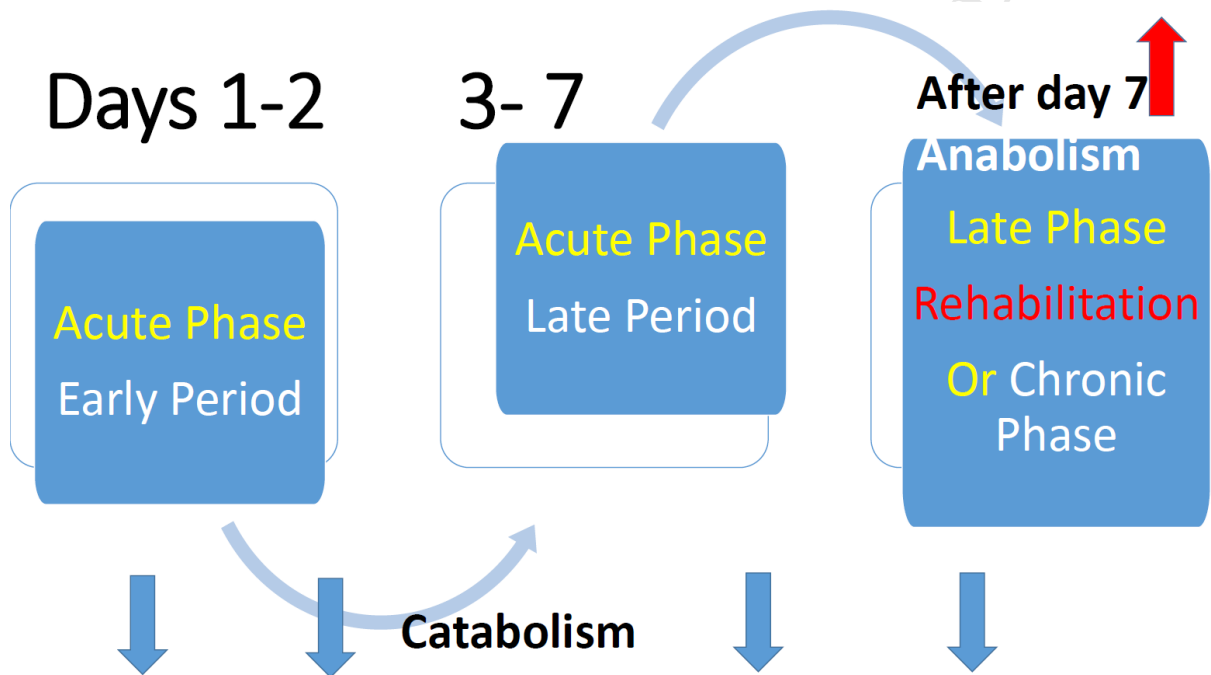 Days 1-2
Acute Phase
Early Period
3- 7
Acute Phase
Late Period
After day 7
Anabolism
Late Phase
Rehabilitation
Or Chronic
Phase
Catabolism